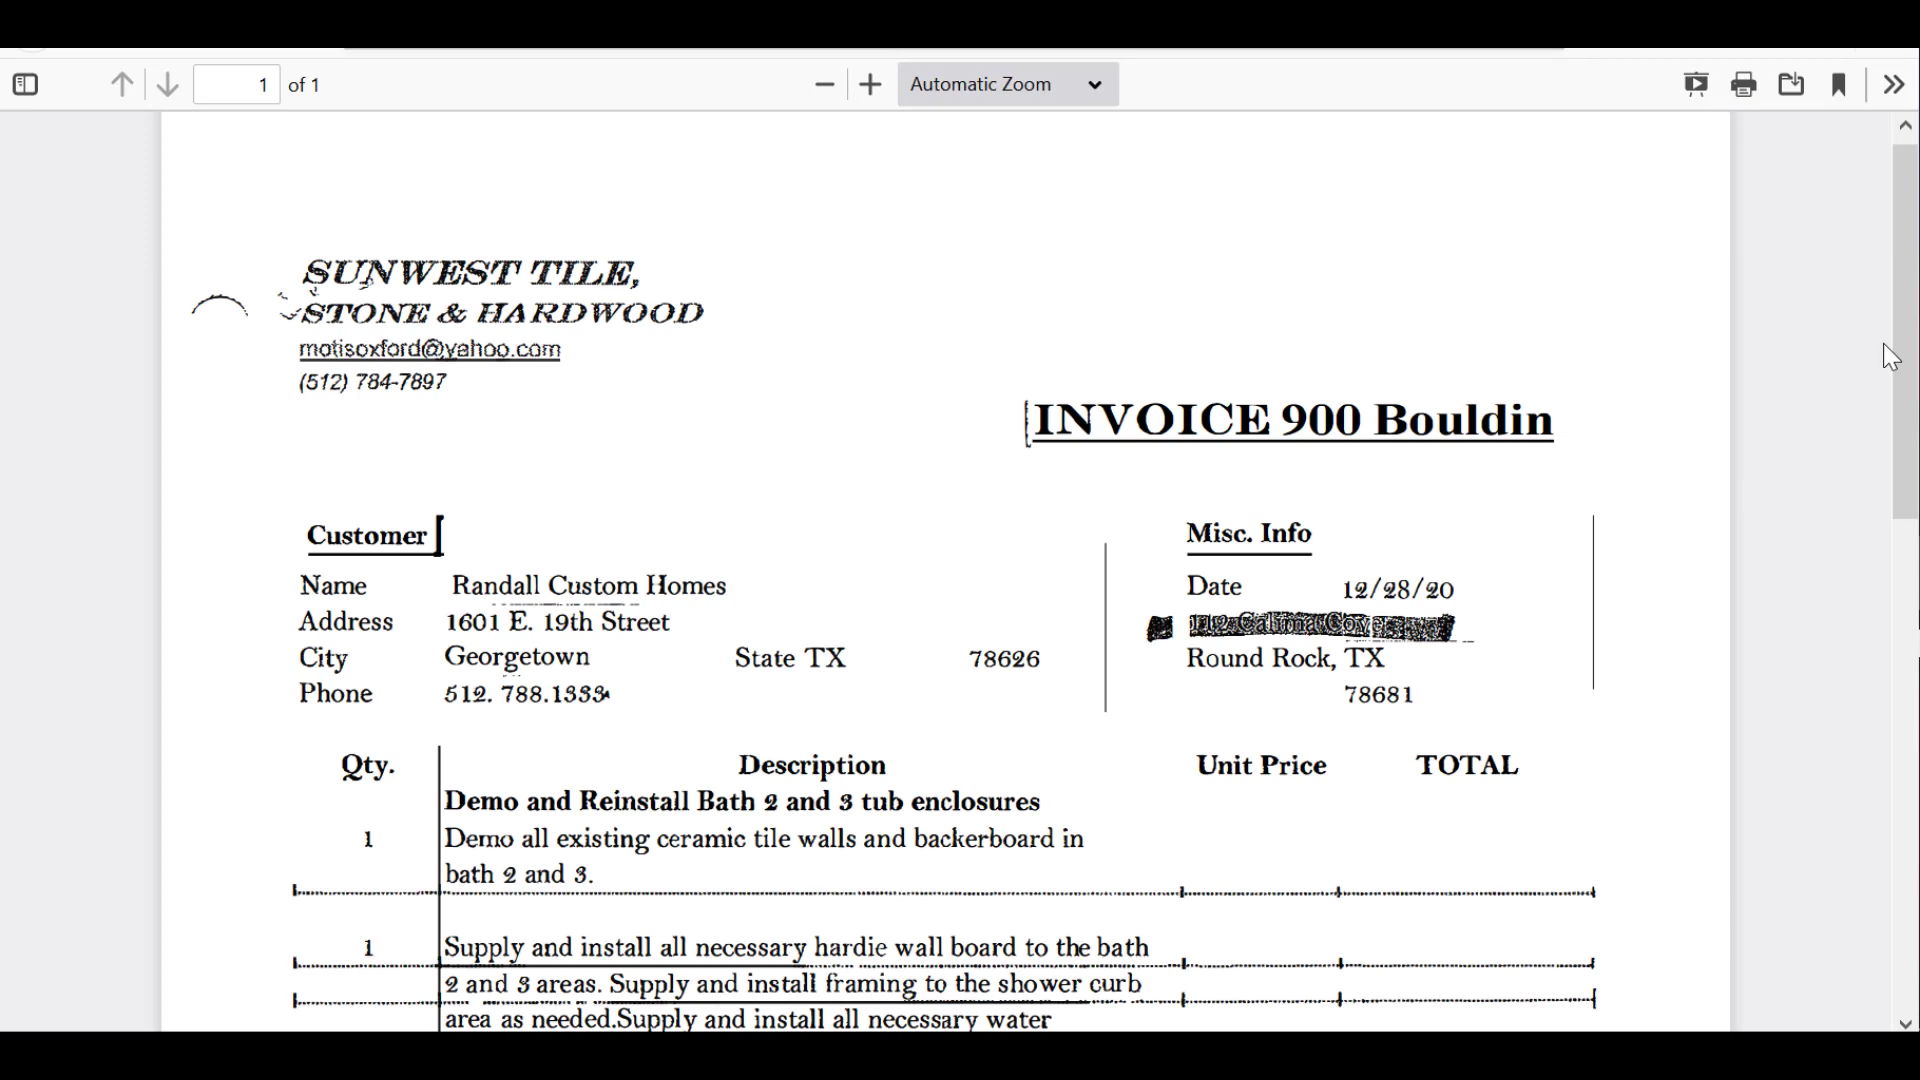 1 of 1 Automatic Zoom
SUNWEST TILE,
STONE & HARDWOOD
motisoxford@yahoo.com
(512) 784-7897
INVOICE 900 Bouldin
Customer
Misc. Info
Name Randall Custom Homes
Date 12/28/20
Address 1601 E. 19th Street
City Georgetown State TX 78626
Round Rock, TX
Phone 512. 788.1333
78681
Qty. Description Unit Price TOTAL
Demo and Reinstall Bath 2 and 3 tub enclosures
1 Demo all existing ceramic tile walls and backerboard in
bath 2 and 3.
1 Supply and install all necessary hardie wall board to the bath
2 and 3 areas. Supply and install framing to the shower curb
area as needed.Supply and install all necessary water